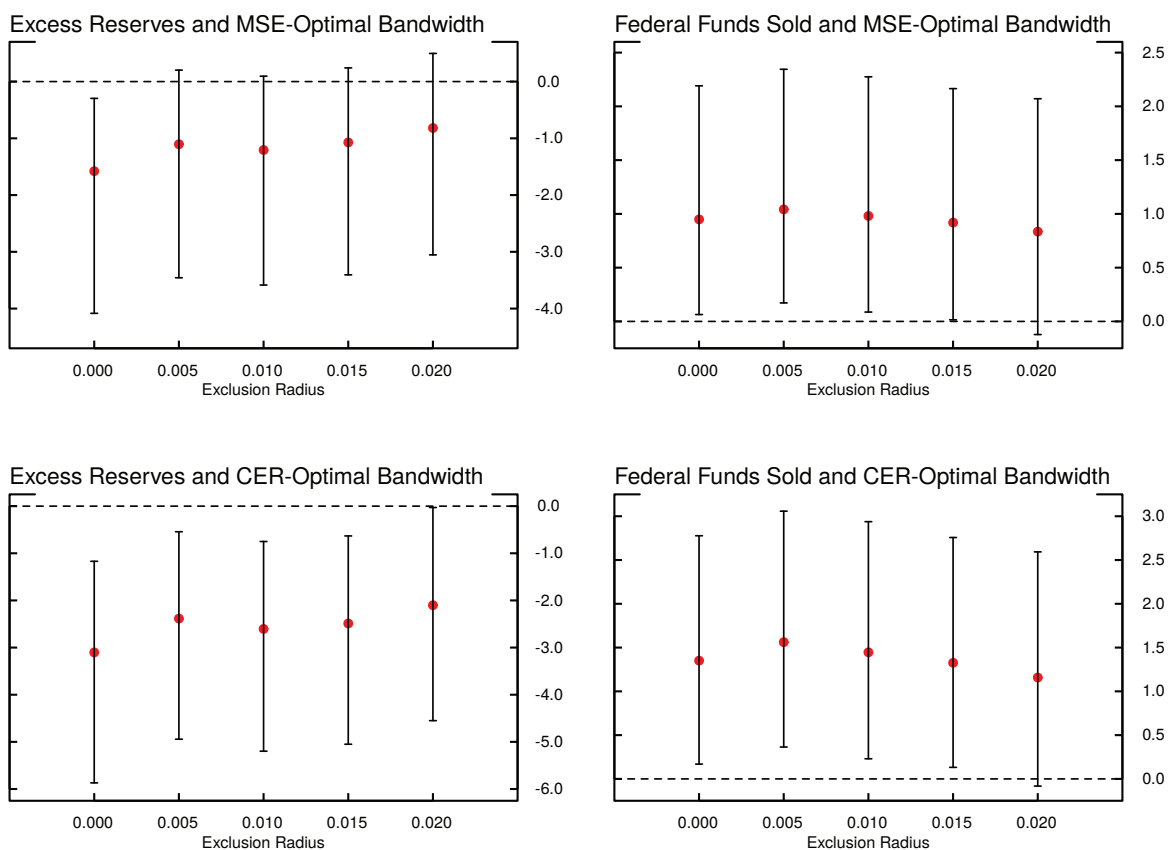 Excess Reserves and MSE-Optimal Bandwidth
0.0
-1.0
-2.0
-3.0
-4.0
0.000 0.005 0.010 0.015 0.020
Exclusion Radius
Federal Funds Sold and MSE-Optimal Bandwidth
2.5
2.0
1.5
1.0
0.5
0.0
0.000 0.005 0.010 0.015 0.020
Exclusion Radius
Excess Reserves and CER-Optimal Bandwidth
0.0
-1.0
-2.0
-3.0
-4.0
-5.0
-6.0
0.000 0.005 0.010 0.015 0.020
Exclusion Radius
Federal Funds Sold and CER-Optimal Bandwidth
3.0
2.5
2.0
1.5
1.0
0.5
0.0
0.000 0.005 0.010 0.015 0.020
Exclusion Radius